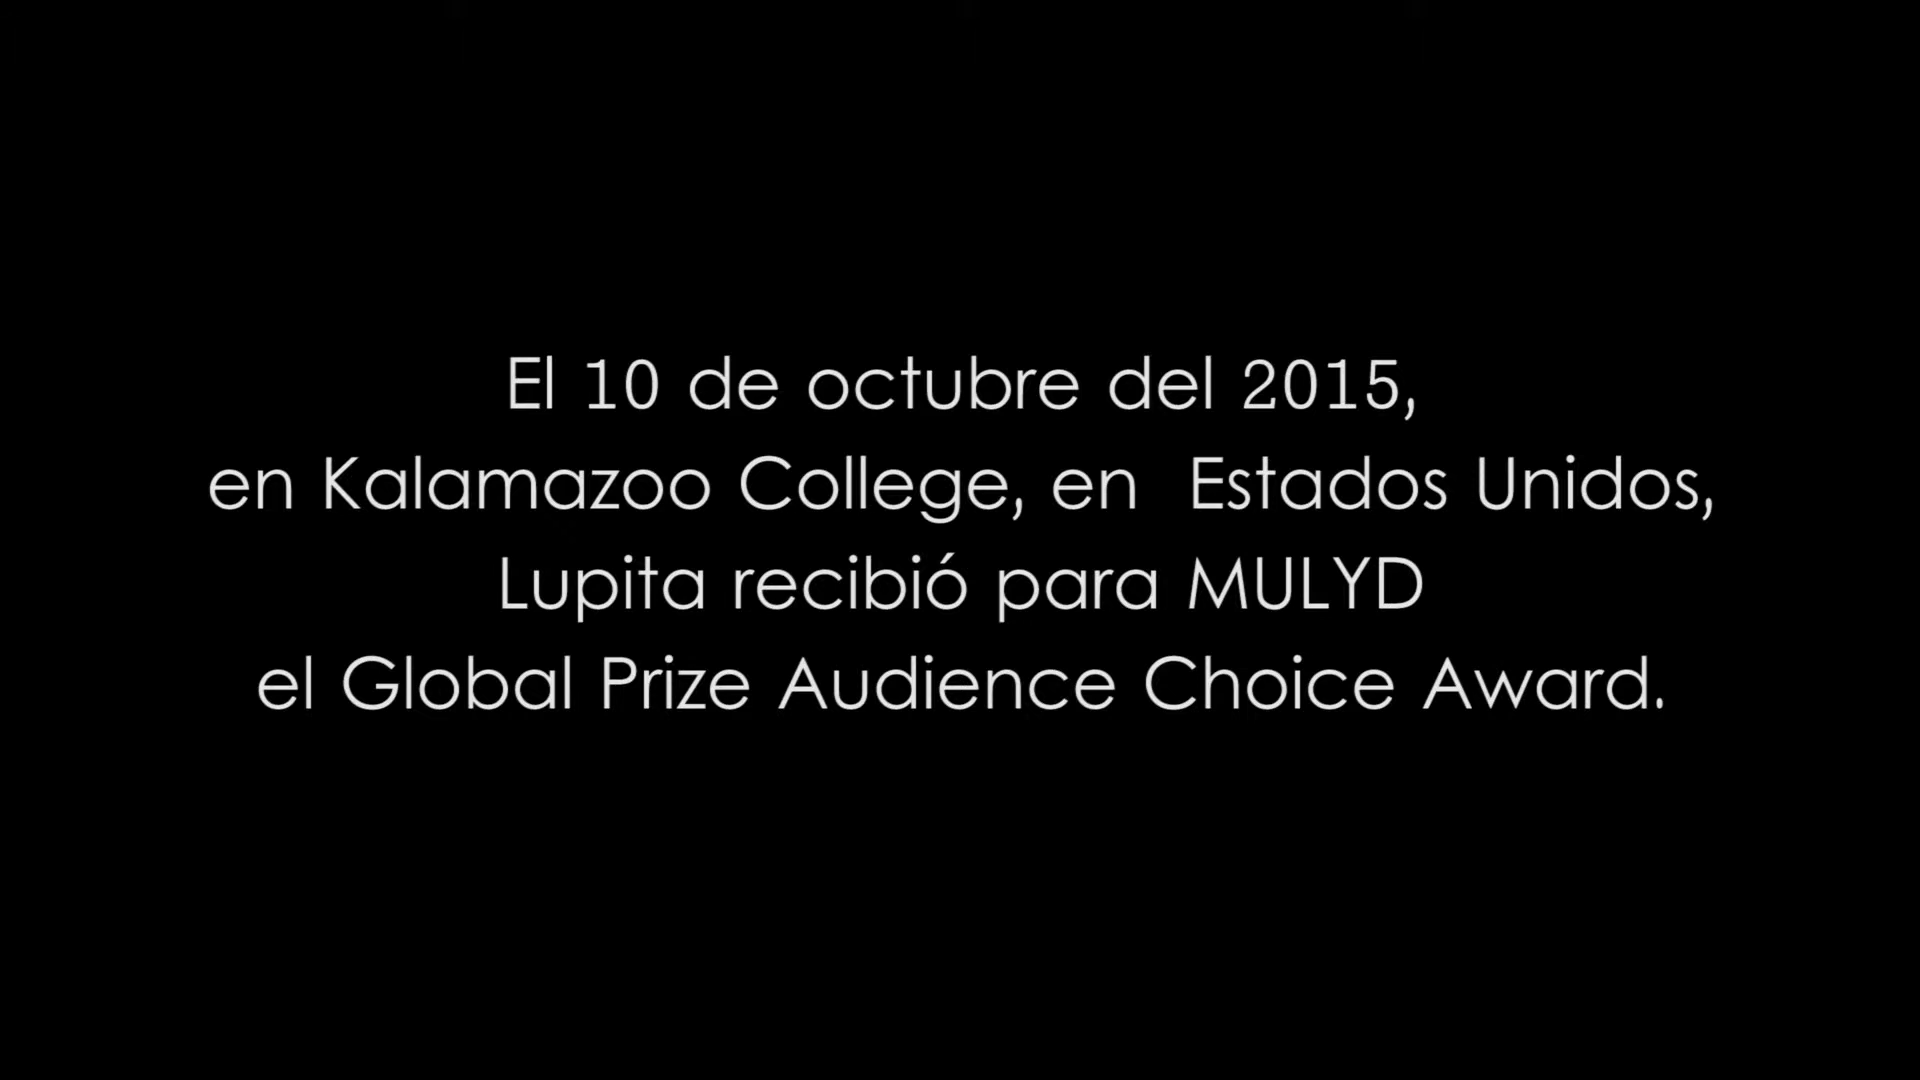 El 10 de octubre del 2015,
en Kalamazoo College, en  Estados Unidos,
Lupita recibió para MULYD
el Global Prize Audience Choice Award.